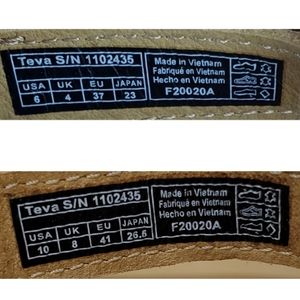 Teva S/N 1102435
USA UK EU JAPAN
6 4 37 23
Made in Vietnam
Fabriqué en Vietnam
Hecho en Vietnam
F20020A
Teva S/N 1102435
USA UK EU JAPAN
10 8 41 26.5
Made in Vietnam
Fabriqué en Vietnam
Hecho en Vietnam
F20020A